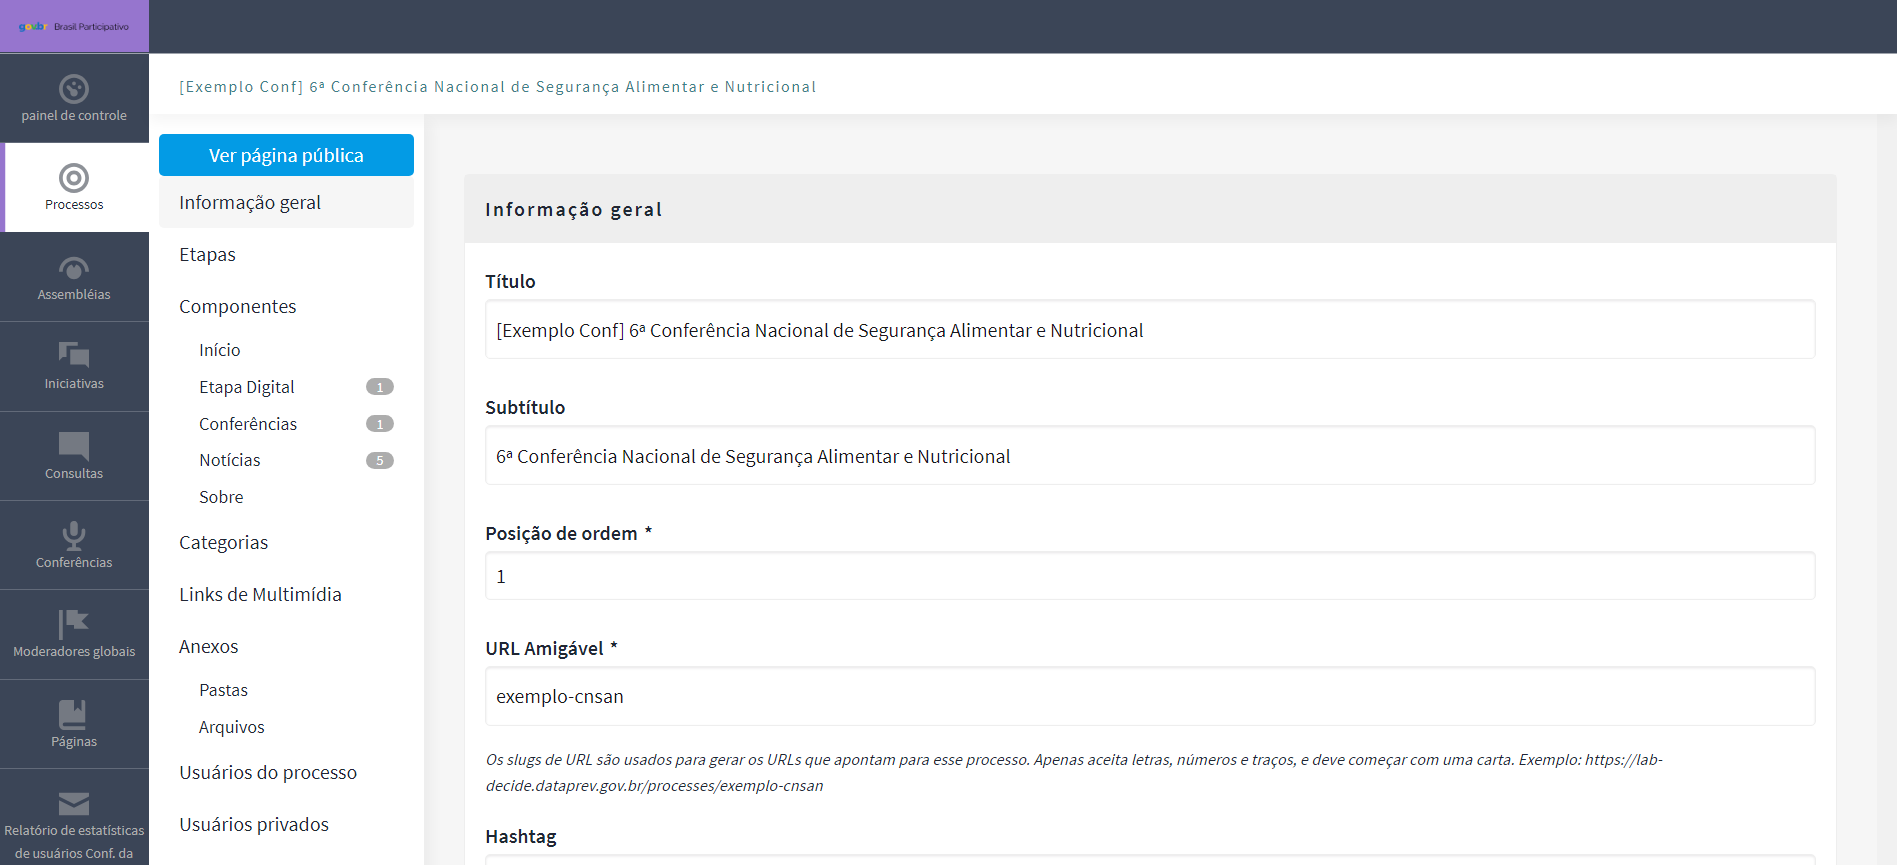 gov.br Brasil Participativo
painel de controle
Processos
Assembléias
Iniciativas
Consultas
Conferências
Moderadores globais
Páginas
Relatório de estatísticas
de usuários Conf. da
[Exemplo Conf] 6ª Conferência Nacional de Segurança Alimentar e Nutricional
Ver página pública
Informação geral
Etapas
Componentes
Início
Etapa Digital 1
Conferências 1
Notícias 5
Sobre
Categorias
Links de Multimídia
Anexos
Pastas
Arquivos
Usuários do processo
Usuários privados
Informação geral
Título
[Exemplo Conf] 6ª Conferência Nacional de Segurança Alimentar e Nutricional
Subtítulo
6ª Conferência Nacional de Segurança Alimentar e Nutricional
Posição de ordem *
1
URL Amigável *
exemplo-cnsan
Os slugs de URL são usados para gerar os URLs que apontam para esse processo. Apenas aceita letras, números e traços, e deve começar com uma carta. Exemplo: https://lab-
decide.dataprev.gov.br/processes/exemplo-cnsan
Hashtag